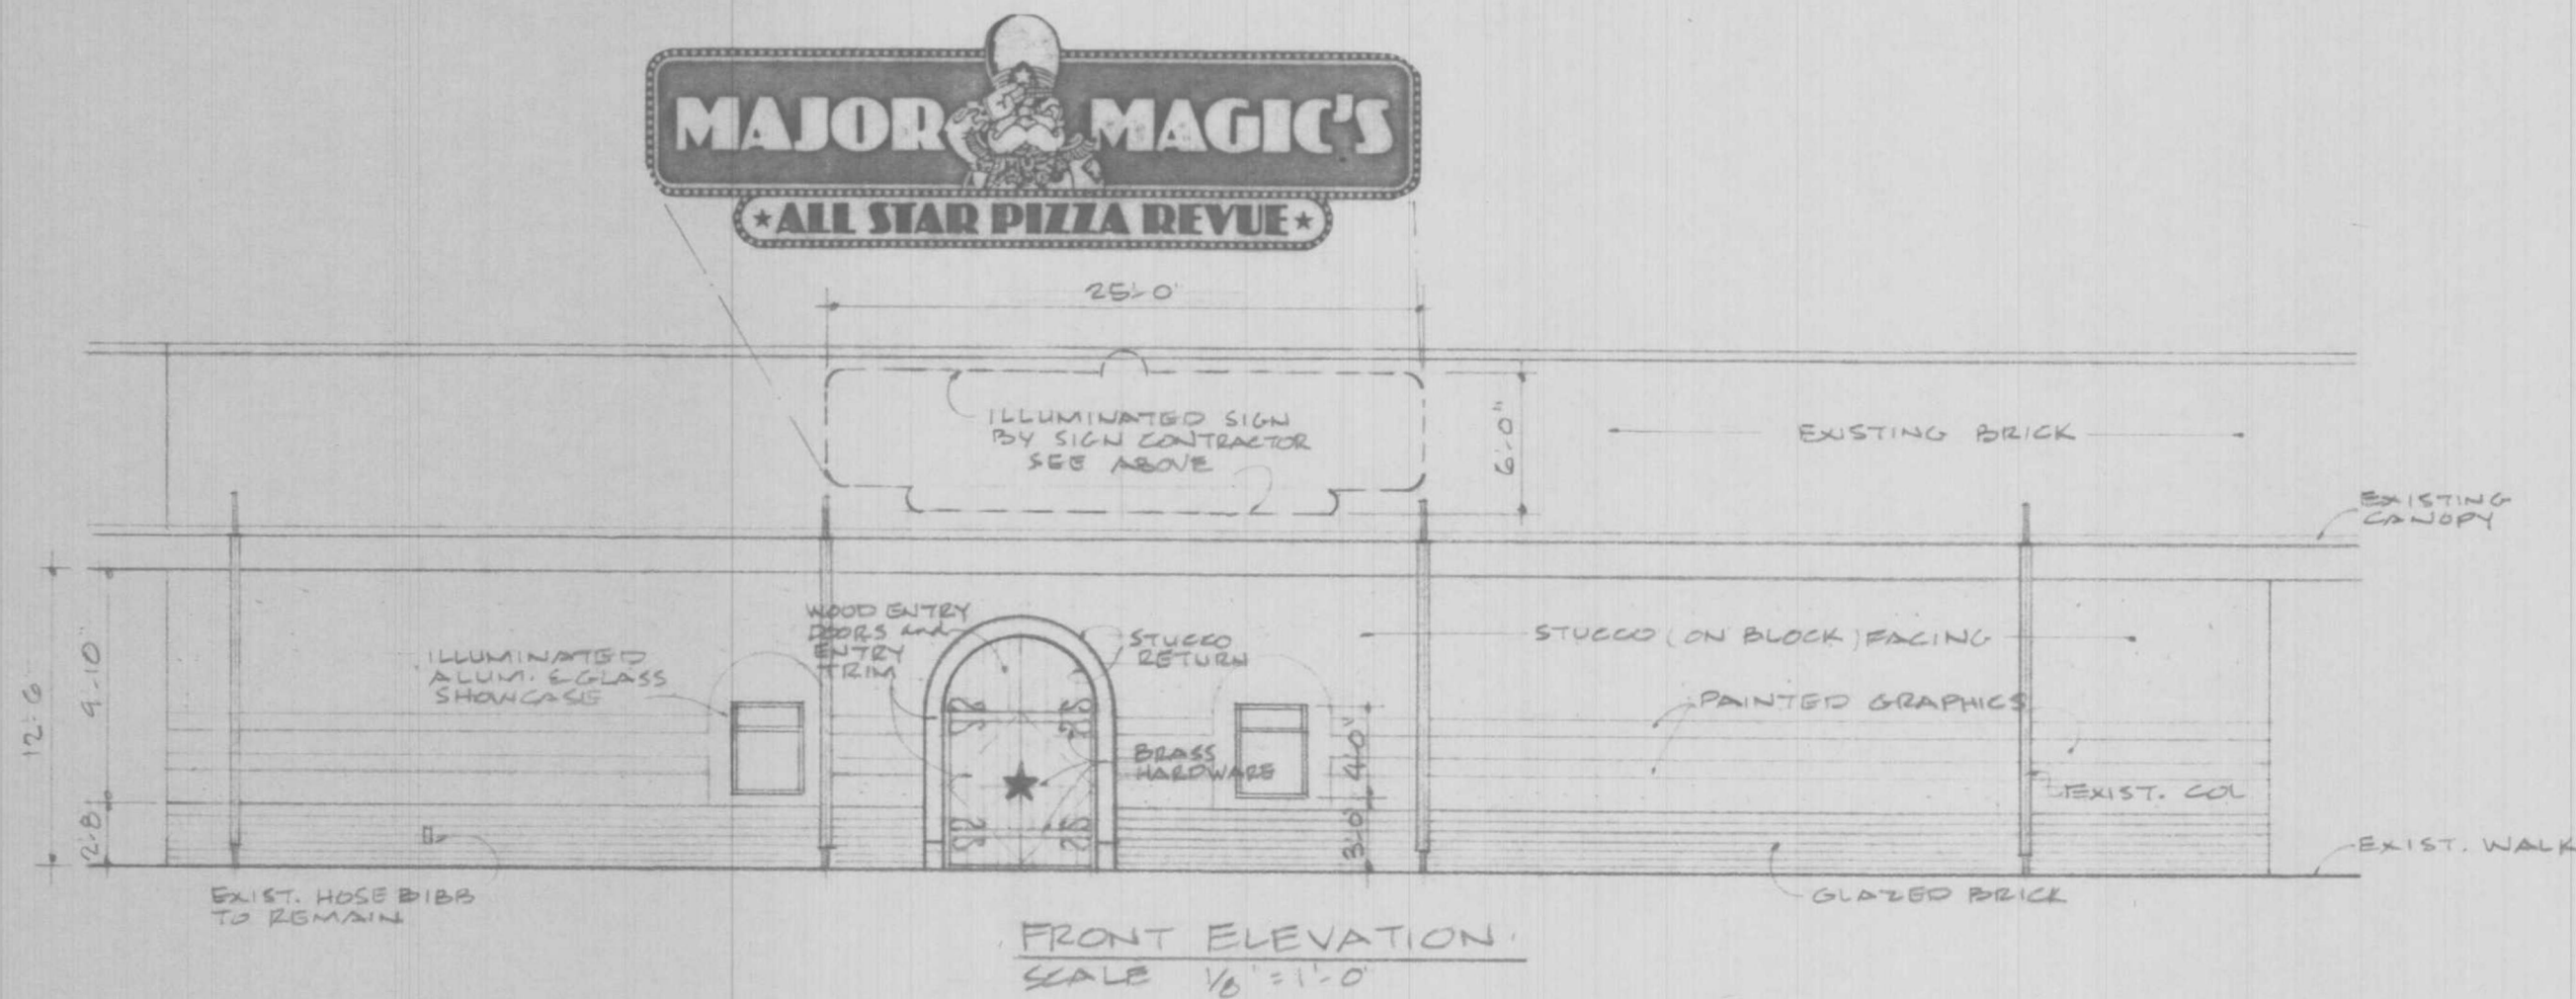 MAJOR MAGIC'S
★ALL STAR PIZZA REVUE★
25'-0"
ILLUMINATED SIGN
BY SIGN CONTRACTOR
SEE ABOVE
6'-0"
EXISTING BRICK
EXISTING
CANOPY
12'-6"
9'-10"
2'-8"
ILLUMINATED
ALUM. & GLASS
SHOWCASE
WOOD ENTRY
DOORS and
ENTRY
TRIM
STUCCO
RETURN
STUCCO (ON BLOCK) FACING
PAINTED GRAPHICS
BRASS
HARDWARE
4'-0"
3'-0"
EXIST. COL
EXIST. WALK
EXIST. HOSE BIBB
TO REMAIN
GLAZED BRICK
FRONT ELEVATION
SCALE 1/8" = 1'-0"